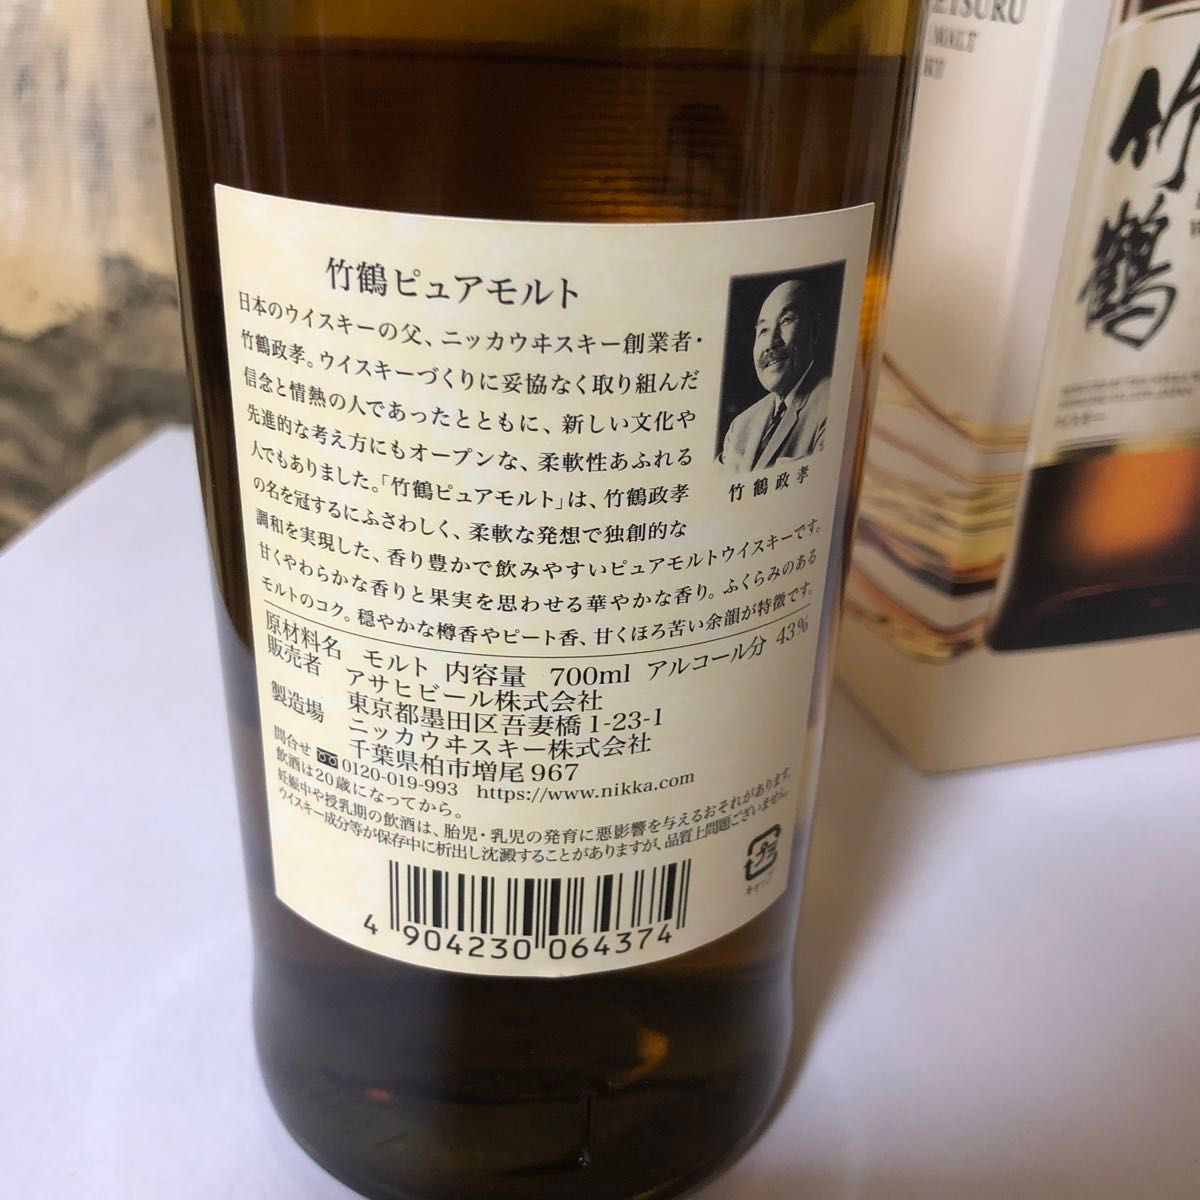 竹鶴ピュアモルト
日本のウイスキーの父、ニッカウヰスキー創業者・
竹鶴政孝。ウイスキーづくりに妥協なく取り組んだ
信念と情熱の人であったとともに、新しい文化や
先進的な考え方にもオープンな、柔軟性あふれる
人でもありました。「竹鶴ピュアモルト」は、竹鶴政孝
の名を冠するにふさわしく、柔軟な発想で独創的な
調和を実現した、香り豊かで飲みやすいピュアモルトウイスキーです。
甘くやわらかな香りと果実を思わせる華やかな香り。ふくらみのある
モルトのコク。穏やかな樽香やピート香、甘くほろ苦い余韻が特徴です。
竹鶴政孝
原材料名 モルト 内容量 700ml アルコール分 43%
販売者 アサヒビール株式会社
東京都墨田区吾妻橋1-23-1
製造場 ニッカウヰスキー株式会社
千葉県柏市増尾967
問合せ 0120-019-993 https://www.nikka.com
飲酒は20歳になってから。
妊娠中や授乳期の飲酒は、胎児・乳児の発育に悪影響を与えるおそれがあります。
ウイスキー成分等が保存中に析出し沈澱することがありますが、品質上問題ございません。
プラ
キャップ
4 904230 064374
MALT
竹鶴